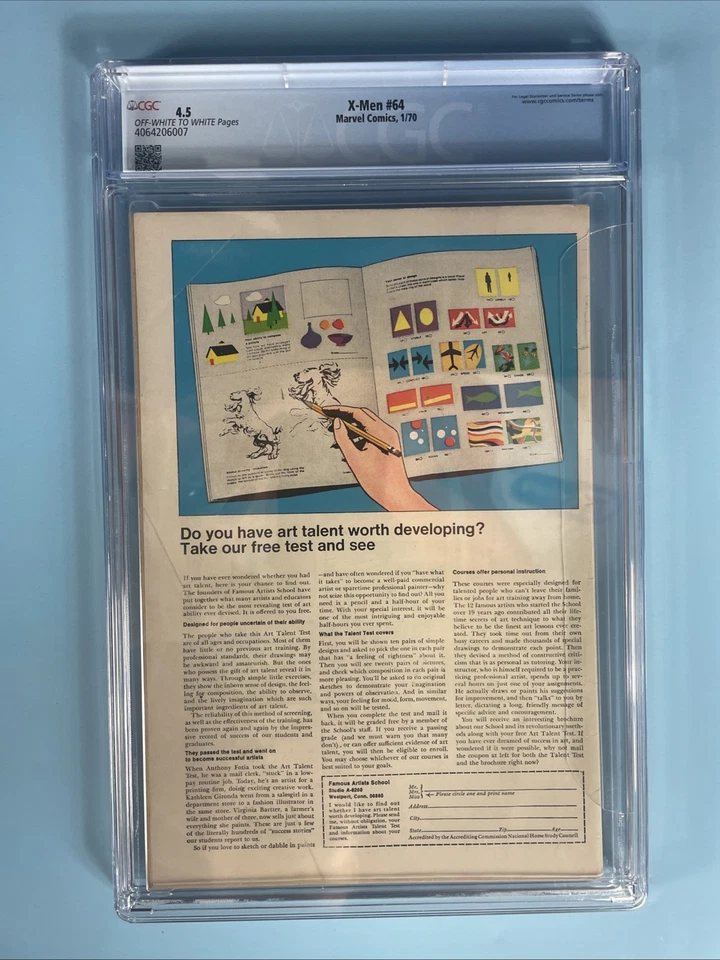 CGC 4.5
OFF-WHITE TO WHITE Pages
4064206007
X-Men #64
Marvel Comics, 1/70
www.cgccomics.com/terms
Do you have art talent worth developing?
Take our free test and see
If you have ever wondered whether you had
art talent, here is your chance to find out.
The founders of Famous Artists School have
put together what many artists and educators
consider to be the most revealing test of art
ability ever devised. It is offered to you free.
Designed for people uncertain of their ability
The people who take this Art Talent Test
are of all ages and occupations. Most of them
have little or no previous art training. By
professional standards, their drawings may
be awkward and amateurish. But the ones
who possess the gift of art talent reveal it in
many ways. Through simple little exercises,
they show the inborn sense of design, the feel-
ing for composition, the ability to observe,
and the lively imagination which are such
important ingredients of art talent.
The reliability of this method of screening,
as well as the effectiveness of the training, has
been proven again and again by the impres-
sive record of success of our students and
graduates.
They passed the test and went on
to become successful artists
When Anthony Fotia took the Art Talent
Test, he was a mail clerk, "stuck" in a low-
pay routine job. Today, he's an artist for a
printing firm, doing exciting creative work.
Kathleen Gironda went from a salesgirl in a
department store to a fashion illustrator in
the same store. Virginia Bartter, a farmer's
wife and mother of three, now sells just about
everything she paints. These are just a few
of the literally hundreds of "success stories"
our students report to us.
So if you love to sketch or dabble in paints
—and have often wondered if you "have what
it takes" to become a well-paid commercial
artist or sparetime professional painter—why
not seize this opportunity to find out? All you
need is a pencil and a half-hour of your
time. With your special interest, it will be
one of the most intriguing and enjoyable
half-hours you ever spent.
What the Talent Test covers
First, you will be shown ten pairs of simple
designs and asked to pick the one in each pair
that has "a feeling of rightness" about it.
Then you will see twenty pairs of pictures,
and check which composition in each pair is
more pleasing. You'll be asked to do original
sketches to demonstrate your imagination
and powers of observation. And in similar
ways, your feeling for mood, form, movement,
and so on will be tested.
When you complete the test and mail it
back, it will be graded free by a member of
the School's staff. If you receive a passing
grade (and we must warn you that many
don't), or can offer sufficient evidence of art
talent, you will then be eligible to enroll.
You may choose whichever of our courses is
best suited to your goals.
Courses offer personal instruction
These courses were especially designed for
talented people who can't leave their fami-
lies or jobs for art training away from home.
The 12 famous artists who started the School
over 19 years ago contributed all their life-
time secrets of art technique to what they
believe to be the finest art lessons ever cre-
ated. They took time out from their own
busy careers and made thousands of special
drawings to demonstrate each point. Then
they devised a method of constructive criti-
cism that is as personal as tutoring. Your in-
structor, who is himself required to be a prac-
ticing professional artist, spends up to sev-
eral hours on just one of your assignments.
He actually draws or paints his suggestions
for improvement, and then "talks" to you by
letter, dictating a long, friendly message of
specific advice and encouragement.
You will receive an interesting brochure
about our School and its revolutionary meth-
ods along with your free Art Talent Test. If
you have ever dreamed of success in art, and
wondered if it were possible, why not mail
the coupon at left for both the Talent Test
and the brochure right now?
Famous Artists School
Studio A-6308
Westport, Conn. 06880
I would like to find out
whether I have art talent
worth developing. Please send
me, without obligation, your
Famous Artists Talent Test
and information about your
courses.
Mr.
Mrs.
Miss
Please circle one and print name
Address
City
State Zip Age
Accredited by the Accrediting Commission National Home Study Council